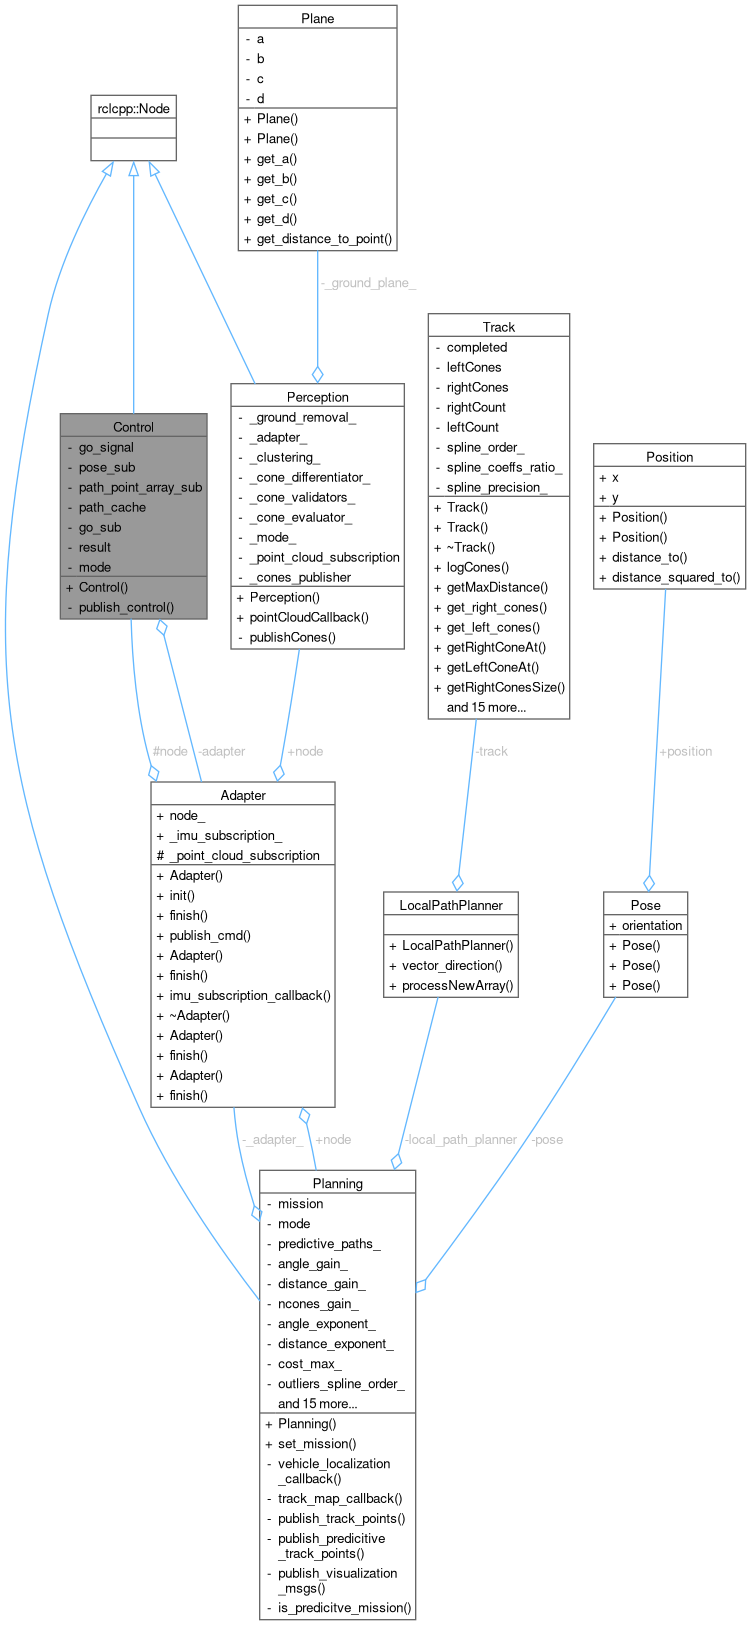 Plane
- a
- b
- c
- d
+ Plane()
+ Plane()
+ get_a()
+ get_b()
+ get_c()
+ get_d()
+ get_distance_to_point()
rclcpp::Node
-_ground_plane_
Track
- completed
- leftCones
- rightCones
- rightCount
- leftCount
- spline_order_
- spline_coeffs_ratio_
- spline_precision_
+ Track()
+ Track()
+ ~Track()
+ logCones()
+ getMaxDistance()
+ get_right_cones()
+ get_left_cones()
+ getRightConeAt()
+ getLeftConeAt()
+ getRightConesSize()
and 15 more...
Perception
- _ground_removal_
- _adapter_
- _clustering_
- _cone_differentiator_
- _cone_validators_
- _cone_evaluator_
- _mode_
- _point_cloud_subscription
- _cones_publisher
+ Perception()
+ pointCloudCallback()
- publishCones()
Control
- go_signal
- pose_sub
- path_point_array_sub
- path_cache
- go_sub
- result
- mode
+ Control()
- publish_control()
Position
+ x
+ y
+ Position()
+ Position()
+ distance_to()
+ distance_squared_to()
#node
-adapter
+node
-track
+position
Adapter
+ node_
+ _imu_subscription_
# _point_cloud_subscription
+ Adapter()
+ init()
+ finish()
+ publish_cmd()
+ Adapter()
+ finish()
+ imu_subscription_callback()
+ ~Adapter()
+ Adapter()
+ finish()
+ Adapter()
+ finish()
LocalPathPlanner
+ LocalPathPlanner()
+ vector_direction()
+ processNewArray()
Pose
+ orientation
+ Pose()
+ Pose()
+ Pose()
-_adapter_
+node
-local_path_planner
-pose
Planning
- mission
- mode
- predictive_paths_
- angle_gain_
- distance_gain_
- ncones_gain_
- angle_exponent_
- distance_exponent_
- cost_max_
- outliers_spline_order_
and 15 more...
+ Planning()
+ set_mission()
- vehicle_localization
_callback()
- track_map_callback()
- publish_track_points()
- publish_predicitive
_track_points()
- publish_visualization
_msgs()
- is_predicitve_mission()